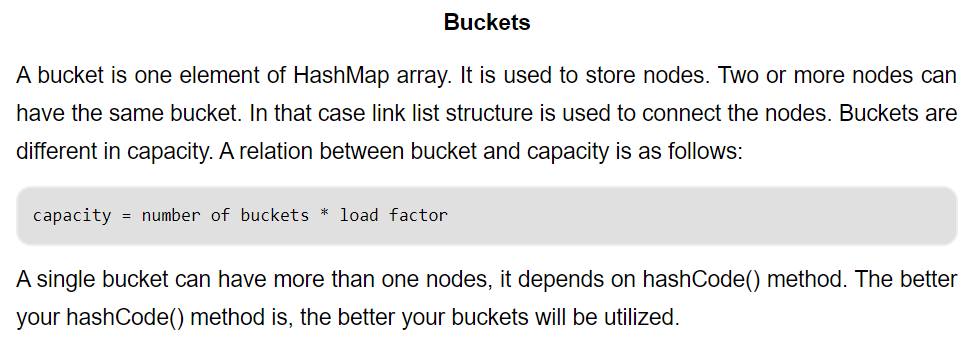 Buckets
A bucket is one element of HashMap array. It is used to store nodes. Two or more nodes can
have the same bucket. In that case link list structure is used to connect the nodes. Buckets are
different in capacity. A relation between bucket and capacity is as follows:
capacity = number of buckets * load factor
A single bucket can have more than one nodes, it depends on hashCode() method. The better
your hashCode() method is, the better your buckets will be utilized.